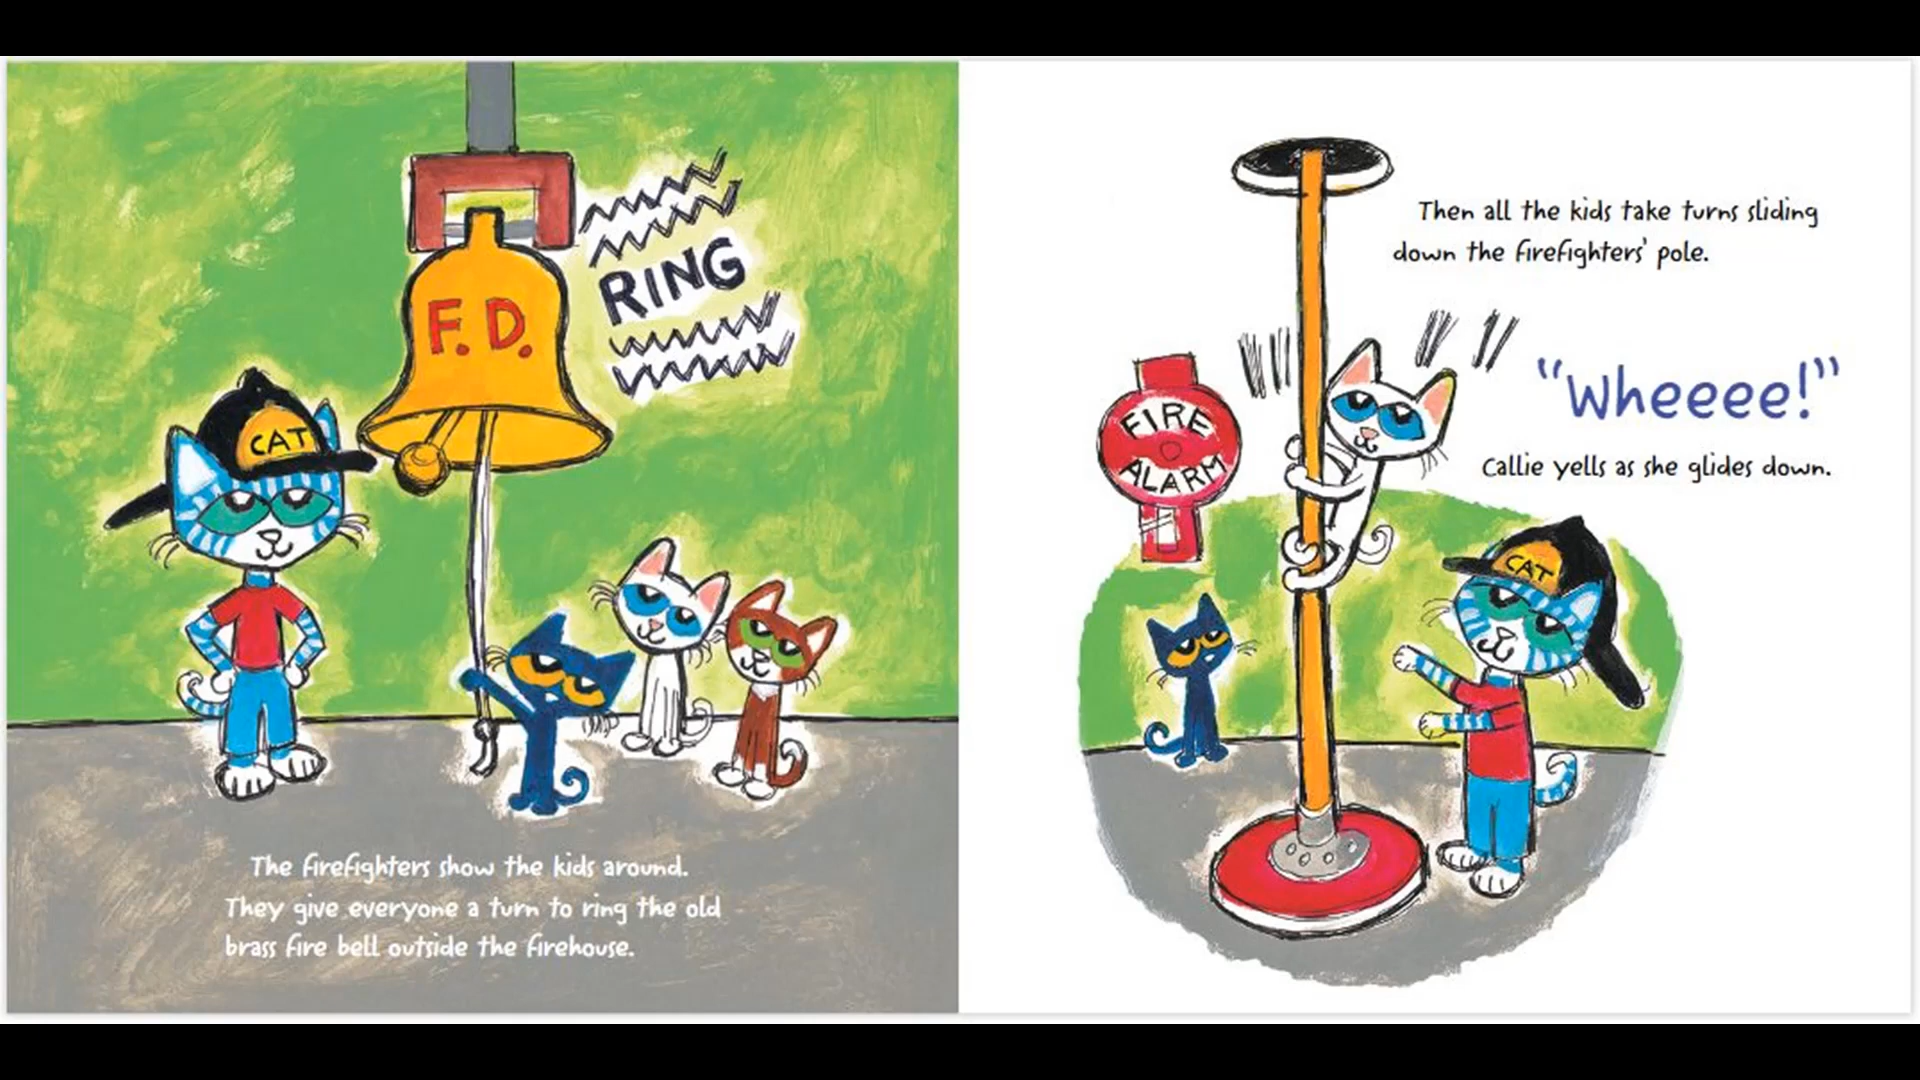 F. D.
RING
CAT
The firefighters show the kids around.
They give everyone a turn to ring the old
brass fire bell outside the firehouse.
Then all the kids take turns sliding
down the firefighters' pole.
"Wheeee!"
Callie yells as she glides down.
FIRE
ALARM
CAT